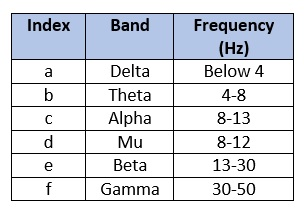 Index Band Frequency
(Hz)
a Delta Below 4
b Theta 4-8
c Alpha 8-13
d Mu 8-12
e Beta 13-30
f Gamma 30-50